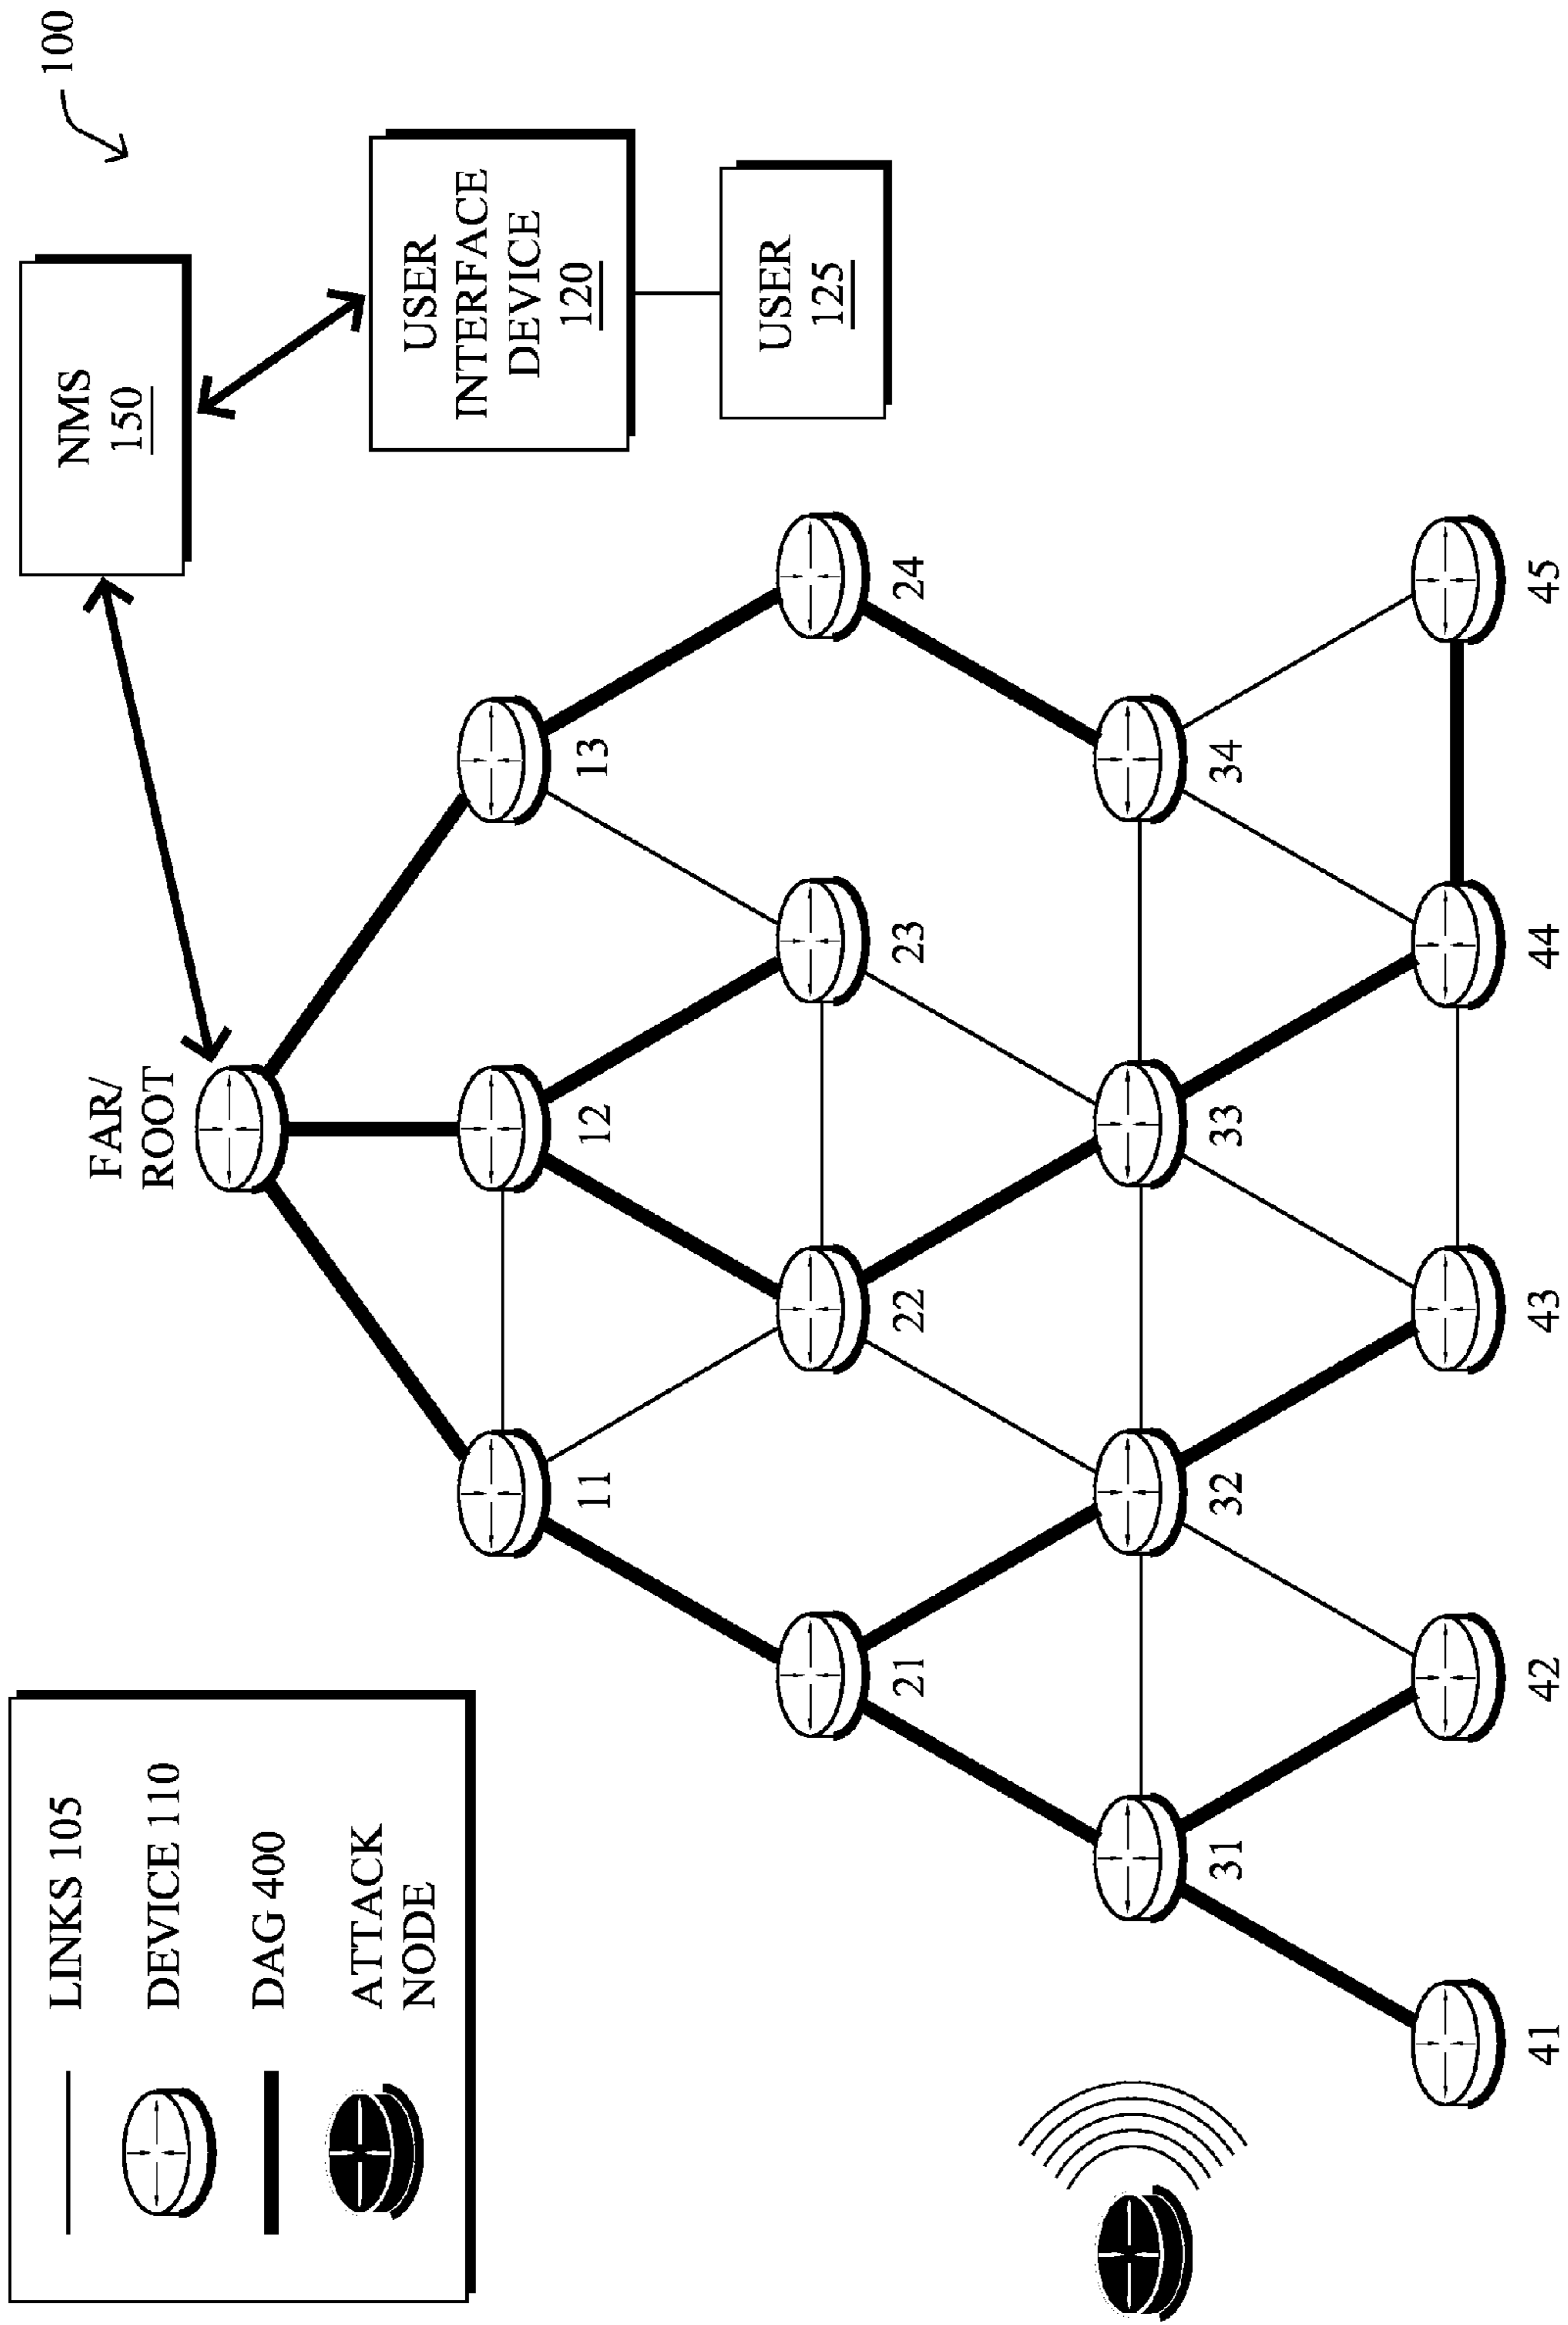 LINKS 105
DEVICE 110
DAG 400
ATTACK
NODE
FAR/
ROOT
NMS
150
100
USER
INTERFACE
DEVICE
120
USER
125
11
12
13
21
22
23
24
31
32
33
34
41
42
43
44
45